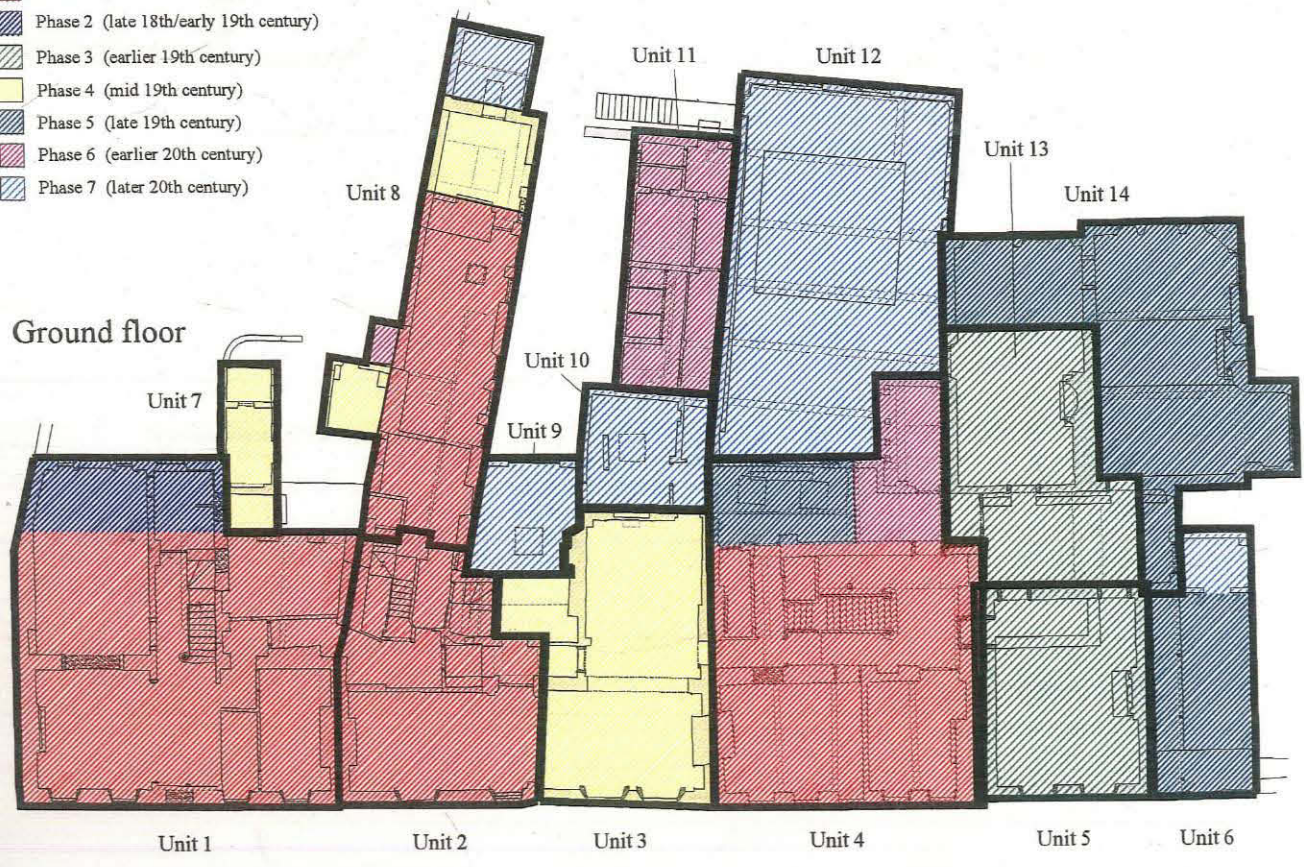 Phase 2 (late 18th/early 19th century)
Phase 3 (earlier 19th century)
Phase 4 (mid 19th century)
Phase 5 (late 19th century)
Phase 6 (earlier 20th century)
Phase 7 (later 20th century)
Unit 11
Unit 12
Unit 13
Unit 8
Unit 14
Ground floor
Unit 10
Unit 7
Unit 9
Unit 1
Unit 2
Unit 3
Unit 4
Unit 5
Unit 6